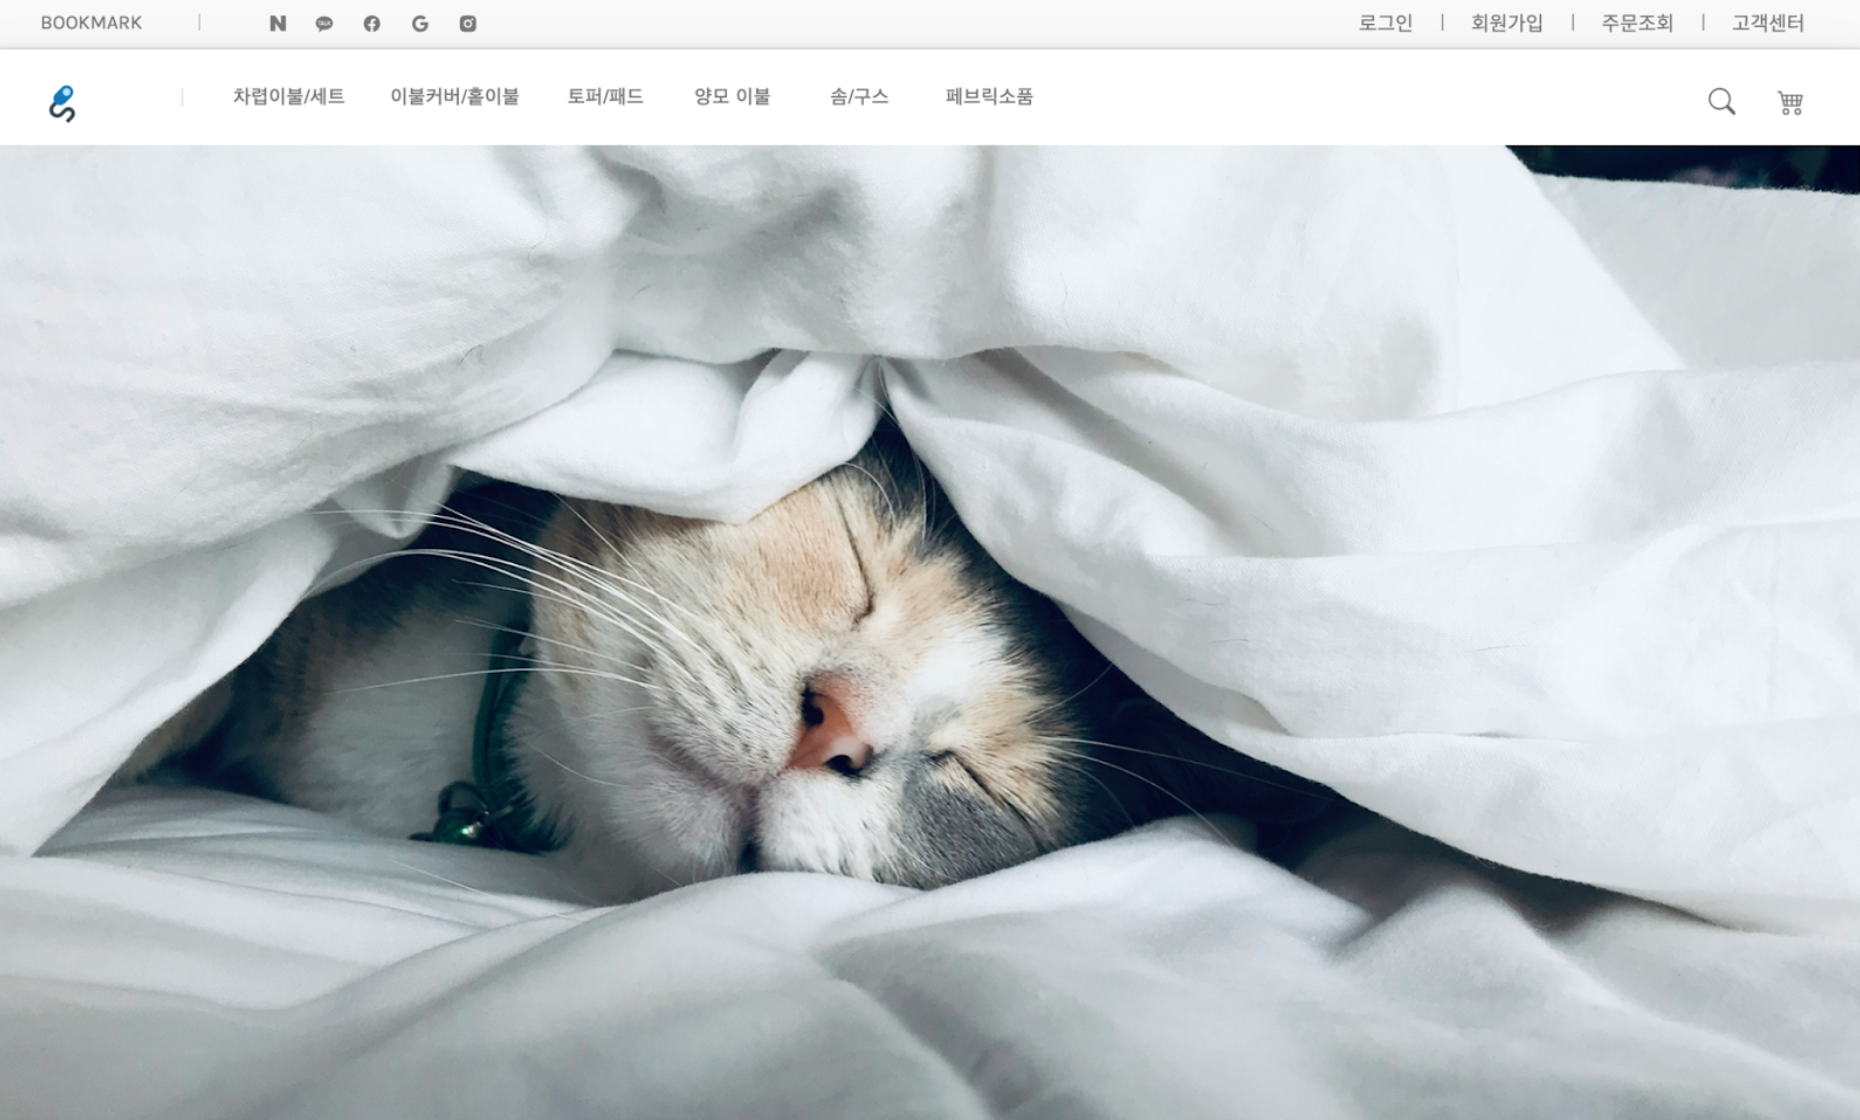 BOOKMARK | N TALK G 로그인 | 회원가입 | 주문조회 | 고객센터
차렵이불/세트 이불커버/홑이불 토퍼/패드 양모 이불 솜/구스 페브릭소품